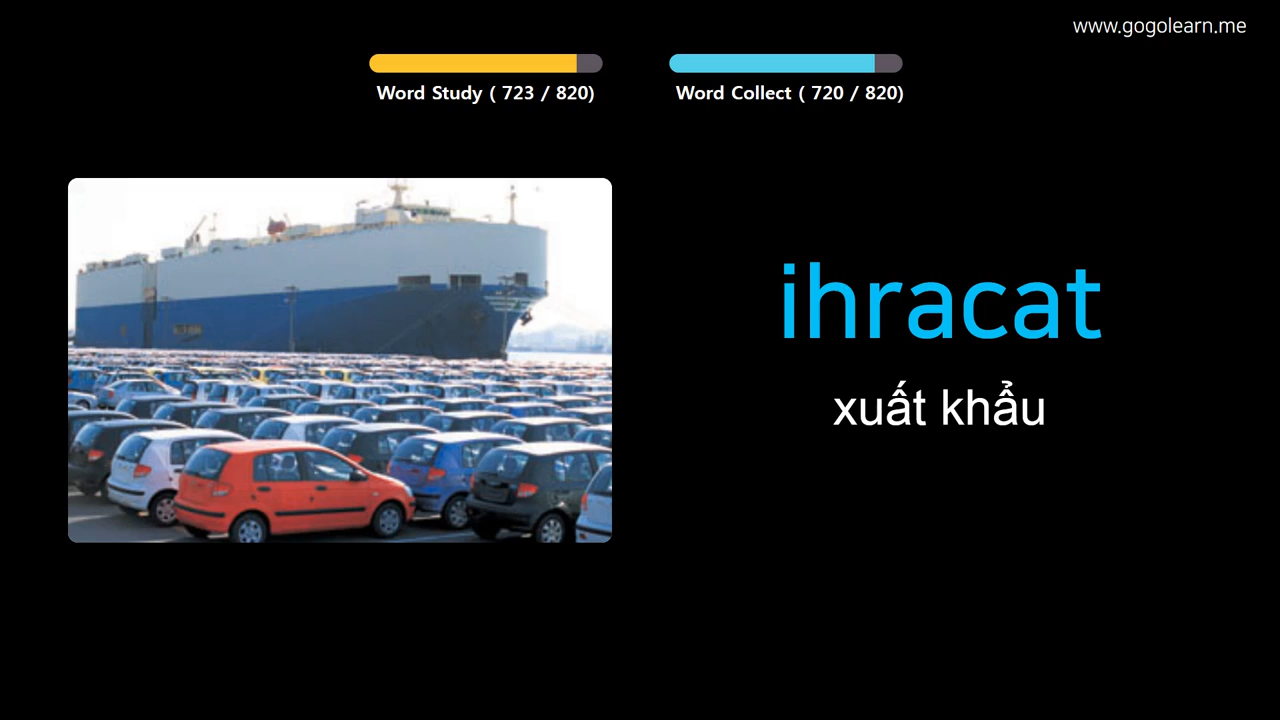 www.gogolearn.me
Word Study ( 723 / 820)
Word Collect ( 720 / 820)
ihracat
xuất khẩu